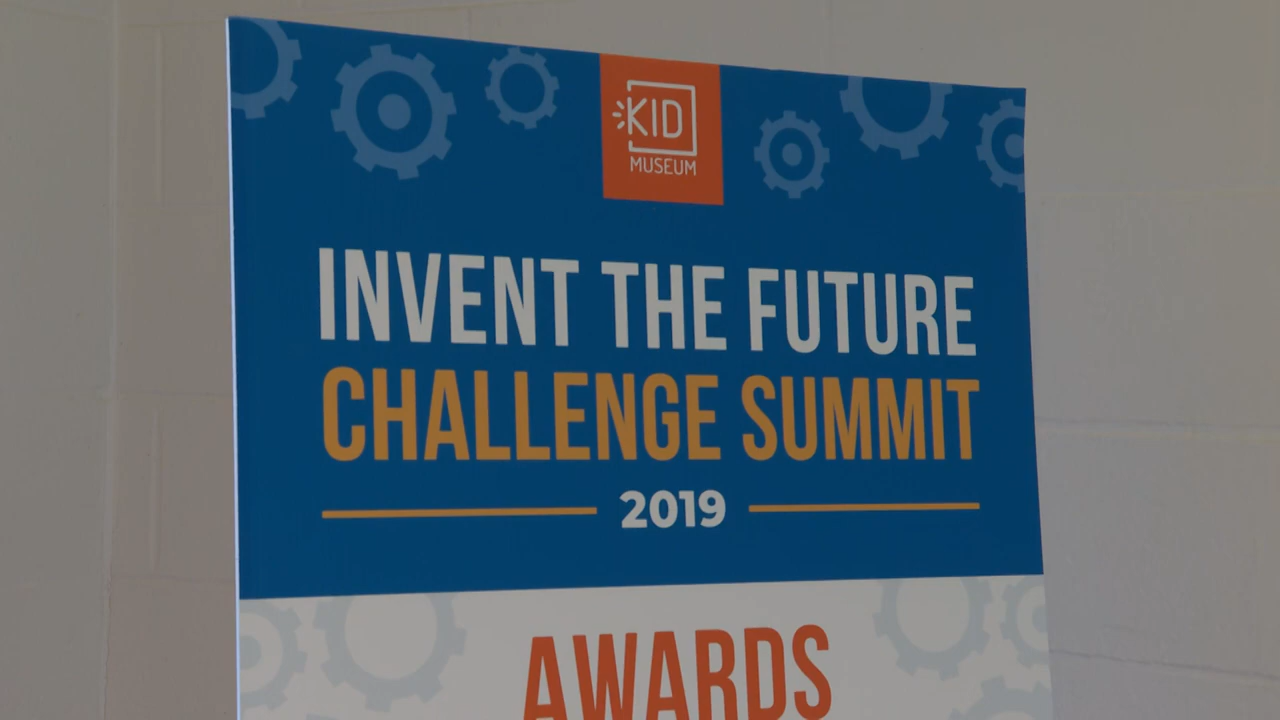 KID
MUSEUM
INVENT THE FUTURE
CHALLENGE SUMMIT
2019
AWARDS